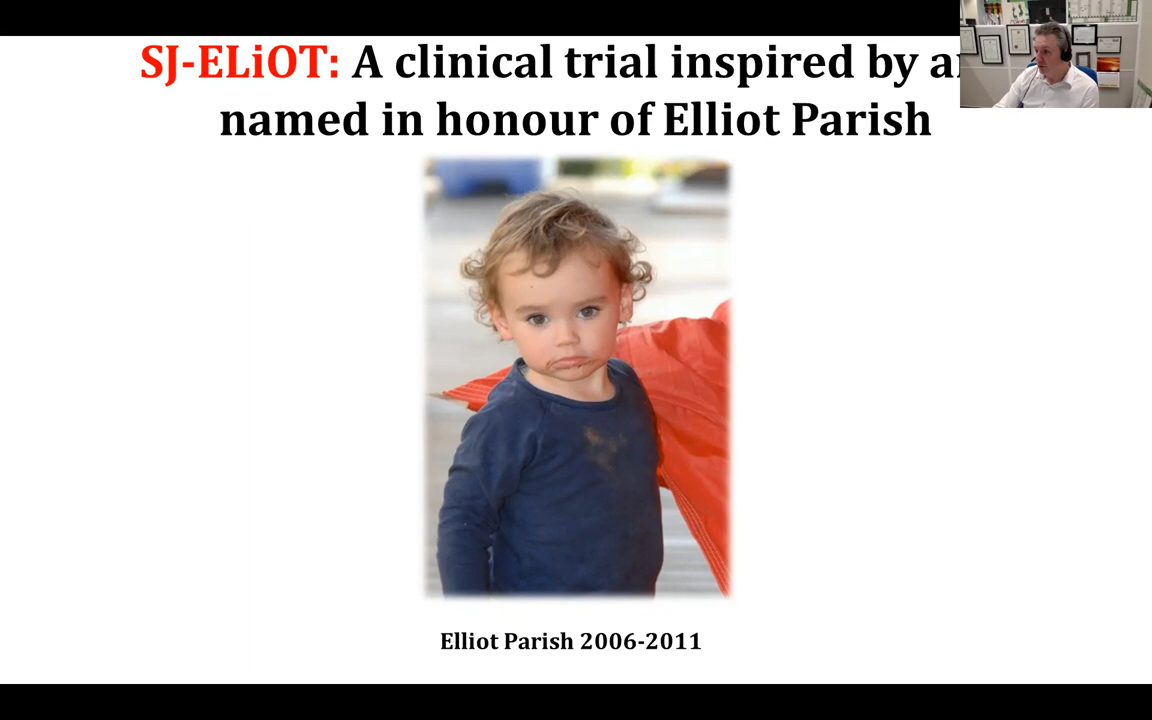 SJ-ELiOT: A clinical trial inspired by
named in honour of Elliot Parish
Elliot Parish 2006-2011